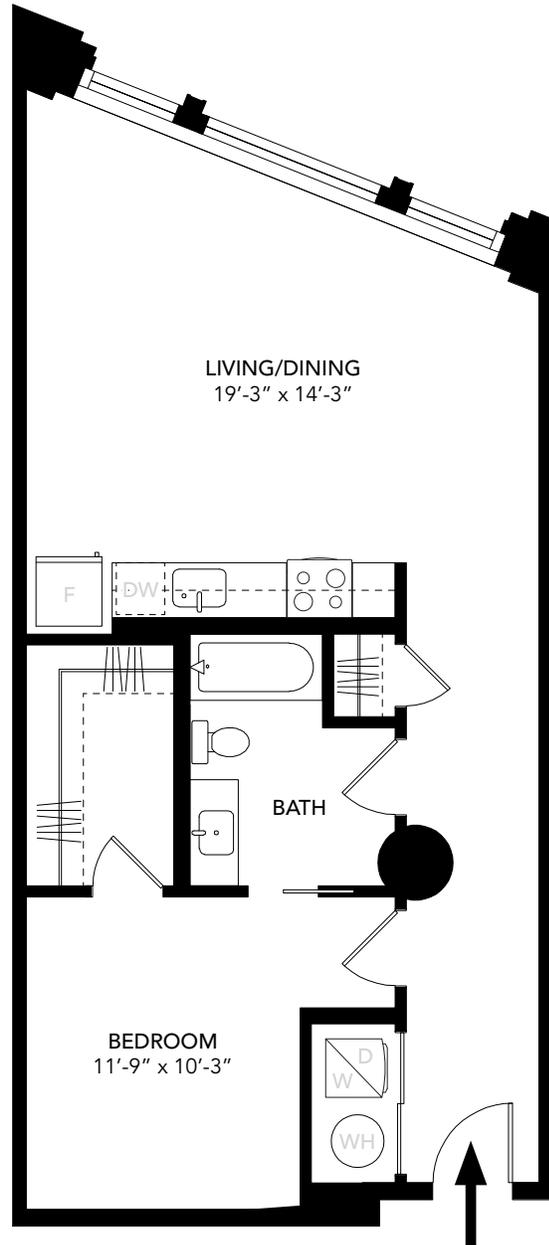 LIVING/DINING
19’-3” x 14’-3”
F
DW
BATH
BEDROOM
11’-9” x 10’-3”
D
W
WH